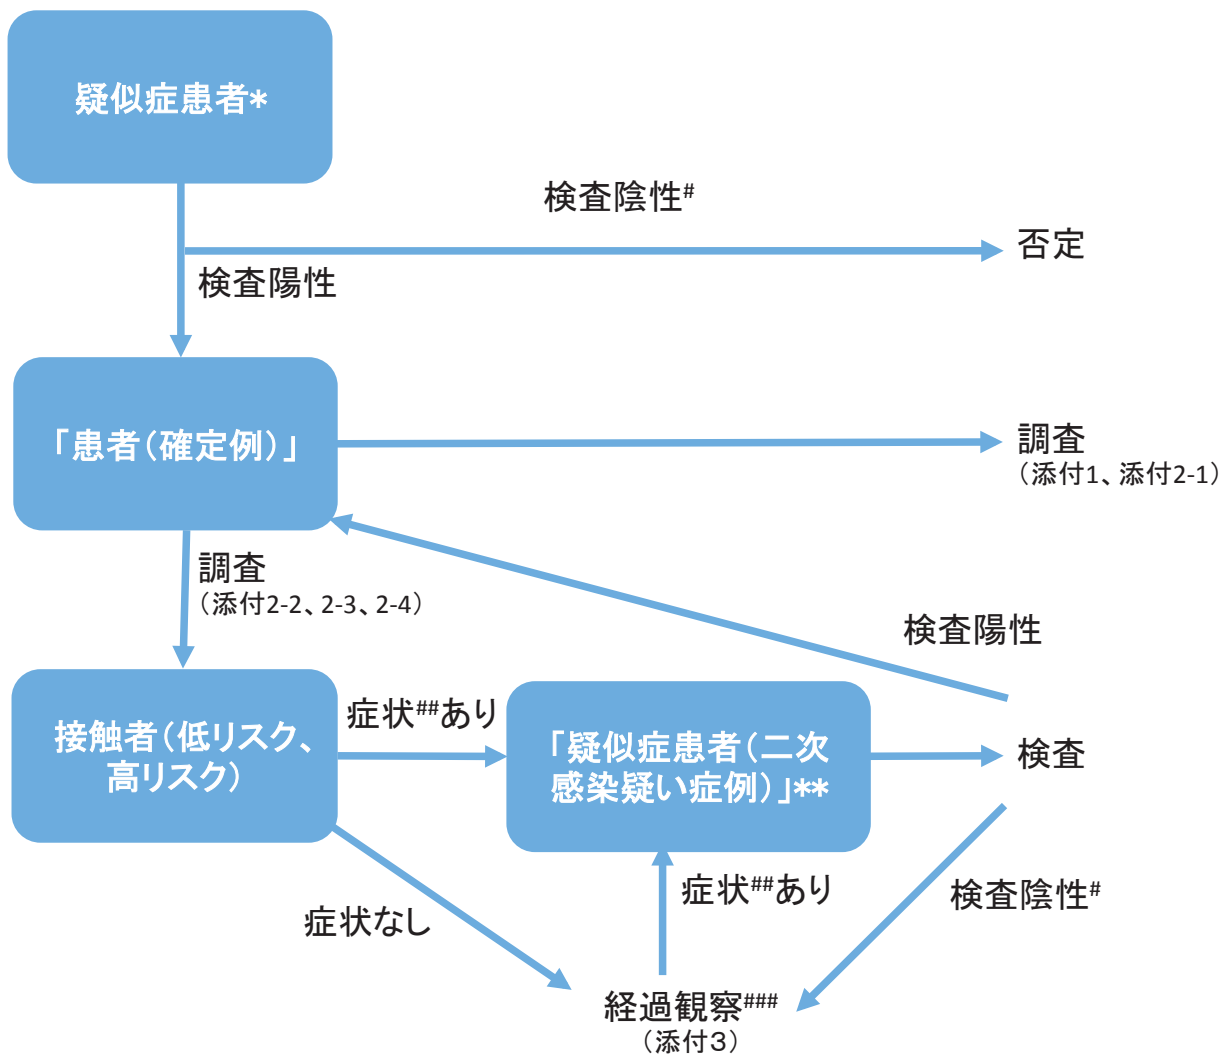 疑似症患者*
検査陰性#
否定
検査陽性
「患者（確定例）」
調査
（添付1、添付2-1）
調査
（添付2-2、2-3、2-4）
検査陽性
接触者（低リスク、
高リスク）
症状##あり
「疑似症患者（二次
感染疑い症例）」**
検査
症状##あり
検査陰性#
症状なし
経過観察###
（添付３）